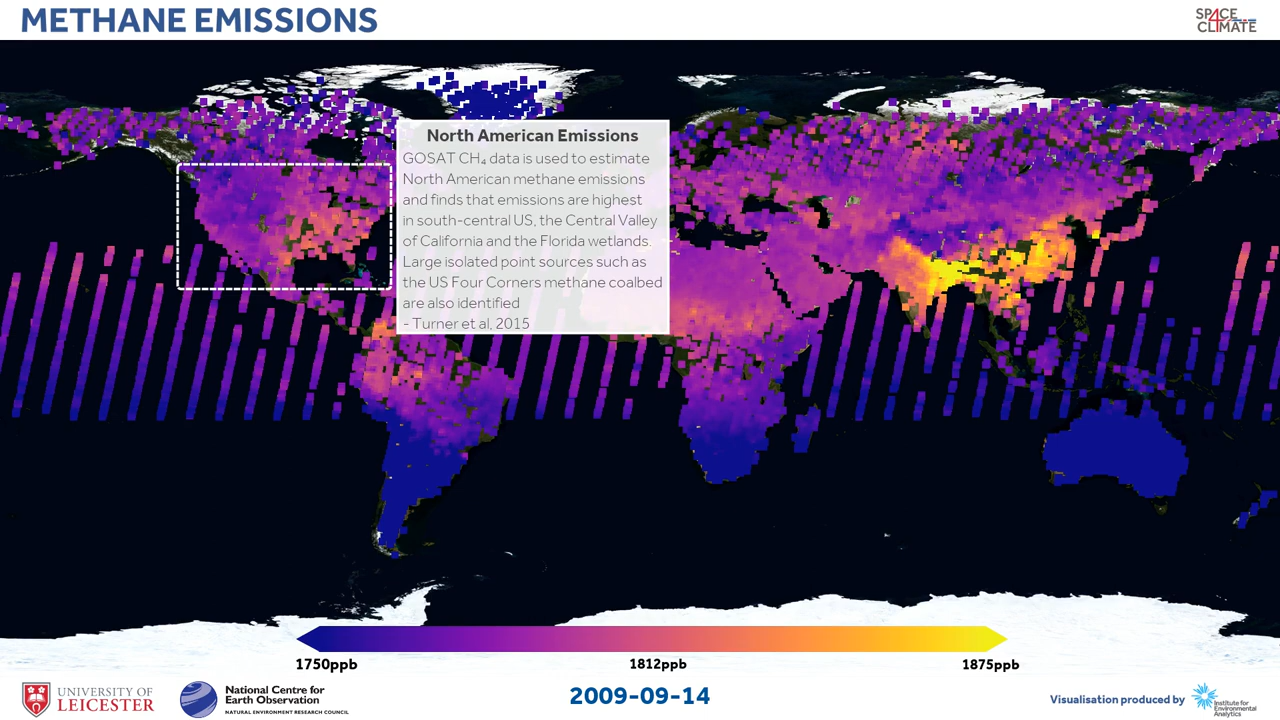 METHANE EMISSIONS
SP4CE
CLIMATE
North American Emissions
GOSAT CH₄ data is used to estimate
North American methane emissions
and finds that emissions are highest
in south-central US, the Central Valley
of California and the Florida wetlands.
Large isolated point sources such as
the US Four Corners methane coalbed
are also identified
- Turner et al, 2015
1750ppb
1812ppb
1875ppb
UNIVERSITY OF
LEICESTER
National Centre for
Earth Observation
NATURAL ENVIRONMENT RESEARCH COUNCIL
2009-09-14
Visualisation produced by
Institute for
Environmental
Analytics